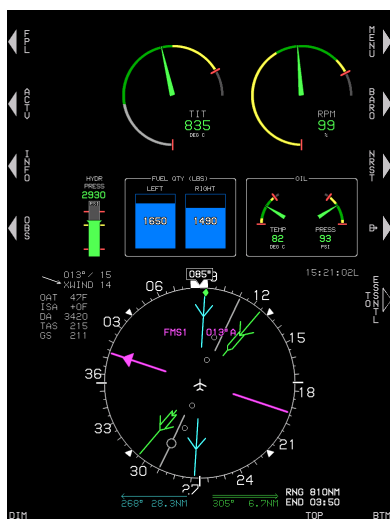 FPL
MENU
ACTV
TIT
835
DEG C
RPM
99
%
BARO
INFO
NRST
HYDR
PRESS
2930
PSI
FUEL QTY (LBS)
LEFT
RIGHT
1650
1490
OIL
TEMP
82
DEG C
PRESS
93
PSI
OBS
013°/ 15
XWIND 14
OAT 47F
ISA +0F
DA 3420
TAS 215
GS 211
085°
15:21:02L
ESSNTL
TO
06
12
03
FMS1
013°A
36
18
33
21
30
24
27
268° 28.3NM
305° 6.7NM
RNG 810NM
END 03:50
DIM
TOP
BTM